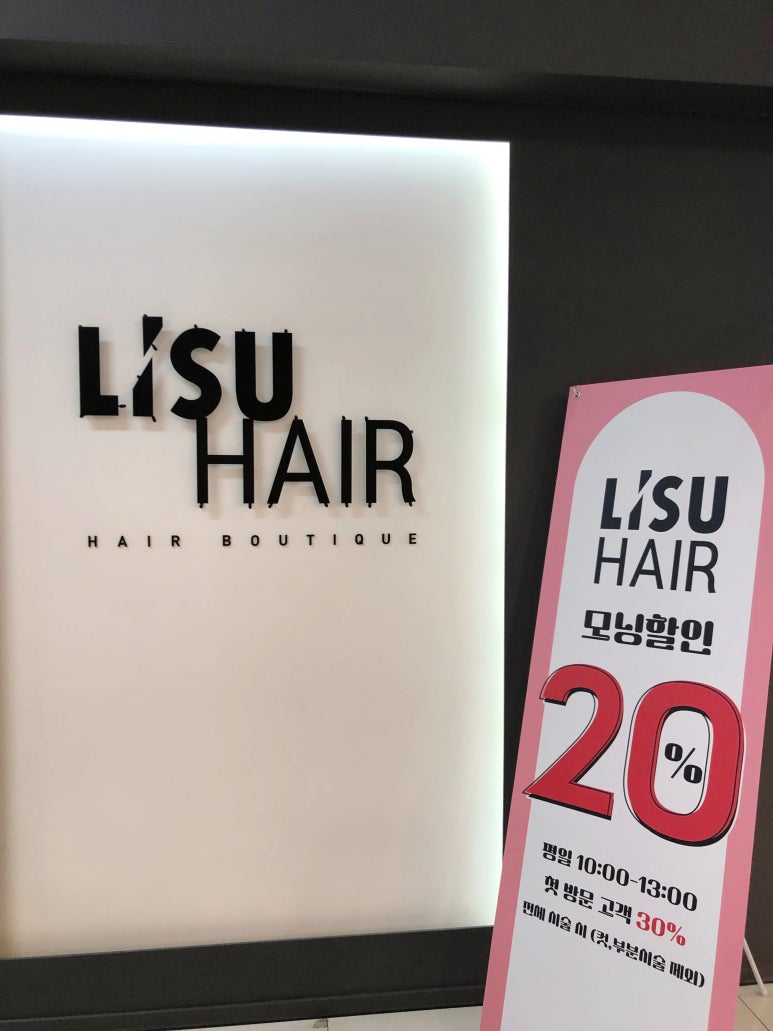 LISU
HAIR
HAIR BOUTIQUE
LISU
HAIR
모닝할인
20%
평일 10:00-13:00
첫 방문 고객 30%
전체 시술 시 (컷,부분시술 제외)